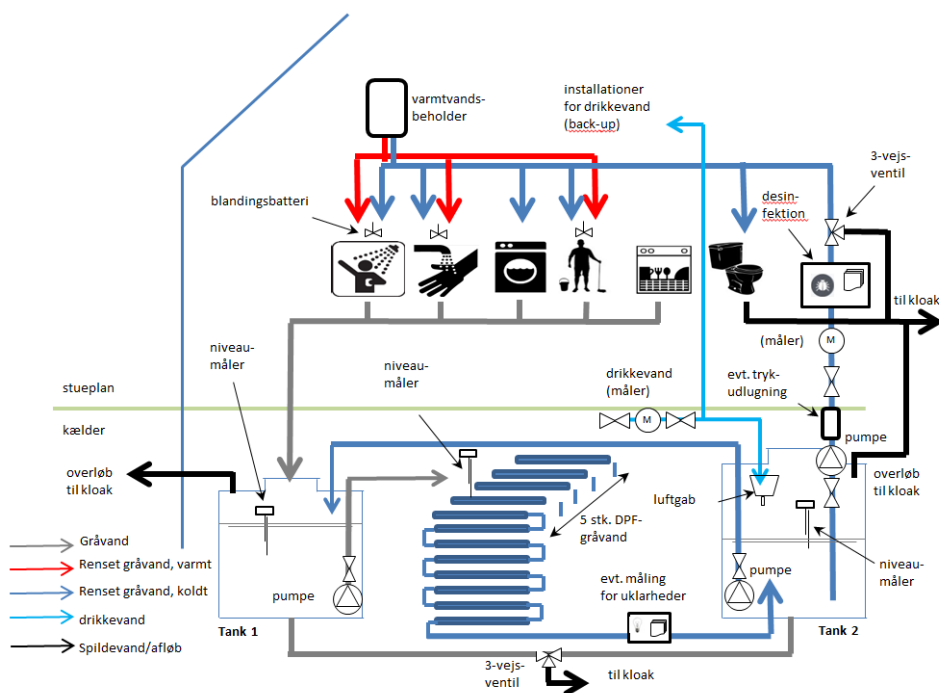 varmtvands-
beholder
installationer
for drikkevand
(back-up)
3-vejs-
ventil
blandingsbatteri
desin-
fektion
til kloak
niveau-
måler
niveau-
måler
(måler)
M
stueplan
drikkevand
(måler)
evt. tryk-
udlugning
kælder
M
pumpe
overløb
til kloak
overløb
til kloak
luftgab
5 stk. DPF-
gråvand
Gråvand
Renset gråvand, varmt
Renset gråvand, koldt
drikkevand
Spildevand/afløb
evt. måling
for uklarheder
pumpe
pumpe
niveau-
måler
Tank 1
Tank 2
3-vejs-
ventil
til kloak